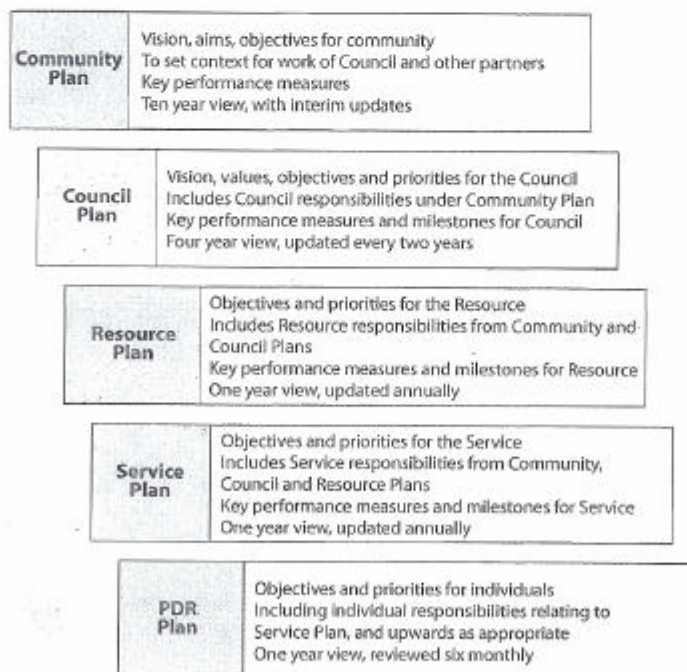 Community
Plan
Vision, aims, objectives for community
To set context for work of Council and other partners
Key performance measures
Ten year view, with interim updates
Council
Plan
Vision, values, objectives and priorities for the Council
Includes Council responsibilities under Community Plan
Key performance measures and milestones for Council
Four year view, updated every two years
Resource
Plan
Objectives and priorities for the Resource
Includes Resource responsibilities from Community and
Council Plans
Key performance measures and milestones for Resource
One year view, updated annually
Service
Plan
Objectives and priorities for the Service
Includes Service responsibilities from Community,
Council and Resource Plans
Key performance measures and milestones for Service
One year view, updated annually
PDR
Plan
Objectives and priorities for individuals
Including individual responsibilities relating to
Service Plan, and upwards as appropriate
One year view, reviewed six monthly